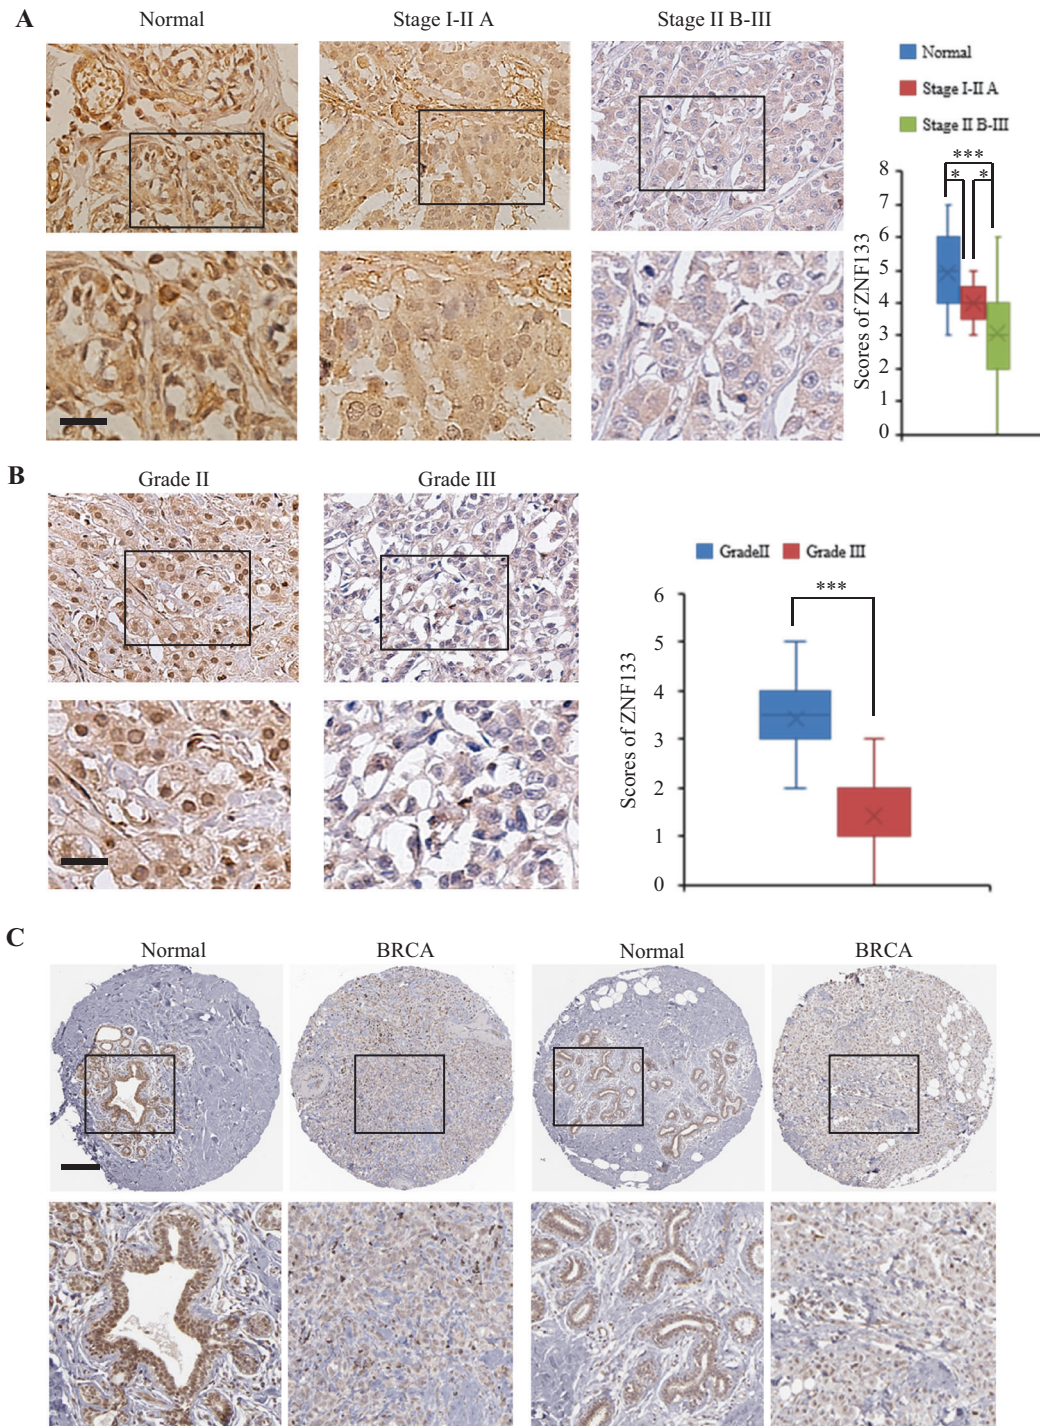 A
Normal
Stage I-II A
Stage II B-III
Normal
Stage I-II A
Stage II B-III
***
* *
8
7
6
5
4
3
2
1
0
Scores of ZNF133
B
Grade II
Grade III
GradeII Grade III
***
6
5
4
3
2
1
0
Scores of ZNF133
C
Normal
BRCA
Normal
BRCA